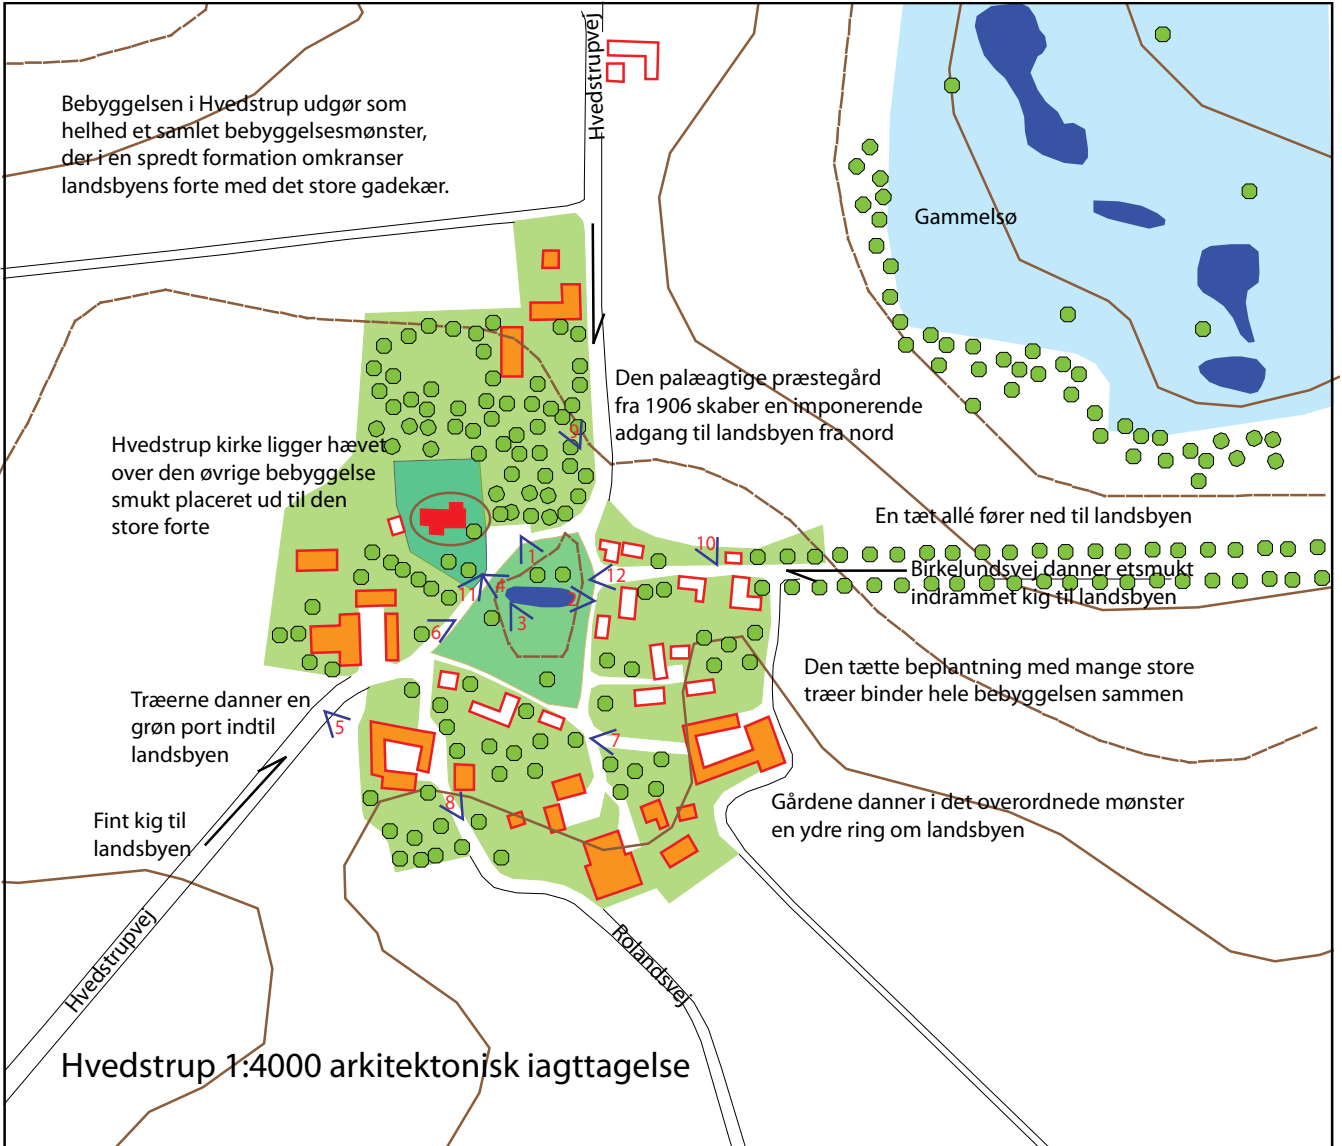 Hvedstrupvej
Bebyggelsen i Hvedstrup udgør som
helhed et samlet bebyggelsesmønster,
der i en spredt formation omkranser
landsbyens forte med det store gadekær.
Gammelsø
Den palæagtige præstegård
fra 1906 skaber en imponerende
adgang til landsbyen fra nord
Hvedstrup kirke ligger hævet
over den øvrige bebyggelse
smukt placeret ud til den
store forte
9
En tæt allé fører ned til landsbyen
10
1
Birkelundsvej danner etsmukt
indrammet kig til landsbyen
12
4
11
2
3
6
Den tætte beplantning med mange store
træer binder hele bebyggelsen sammen
Træerne danner en
grøn port indtil
landsbyen
5
7
8
Gårdene danner i det overordnede mønster
en ydre ring om landsbyen
Fint kig til
landsbyen
Hvedstrupvej
Rolandsvej
Hvedstrup 1:4000 arkitektonisk iagttagelse